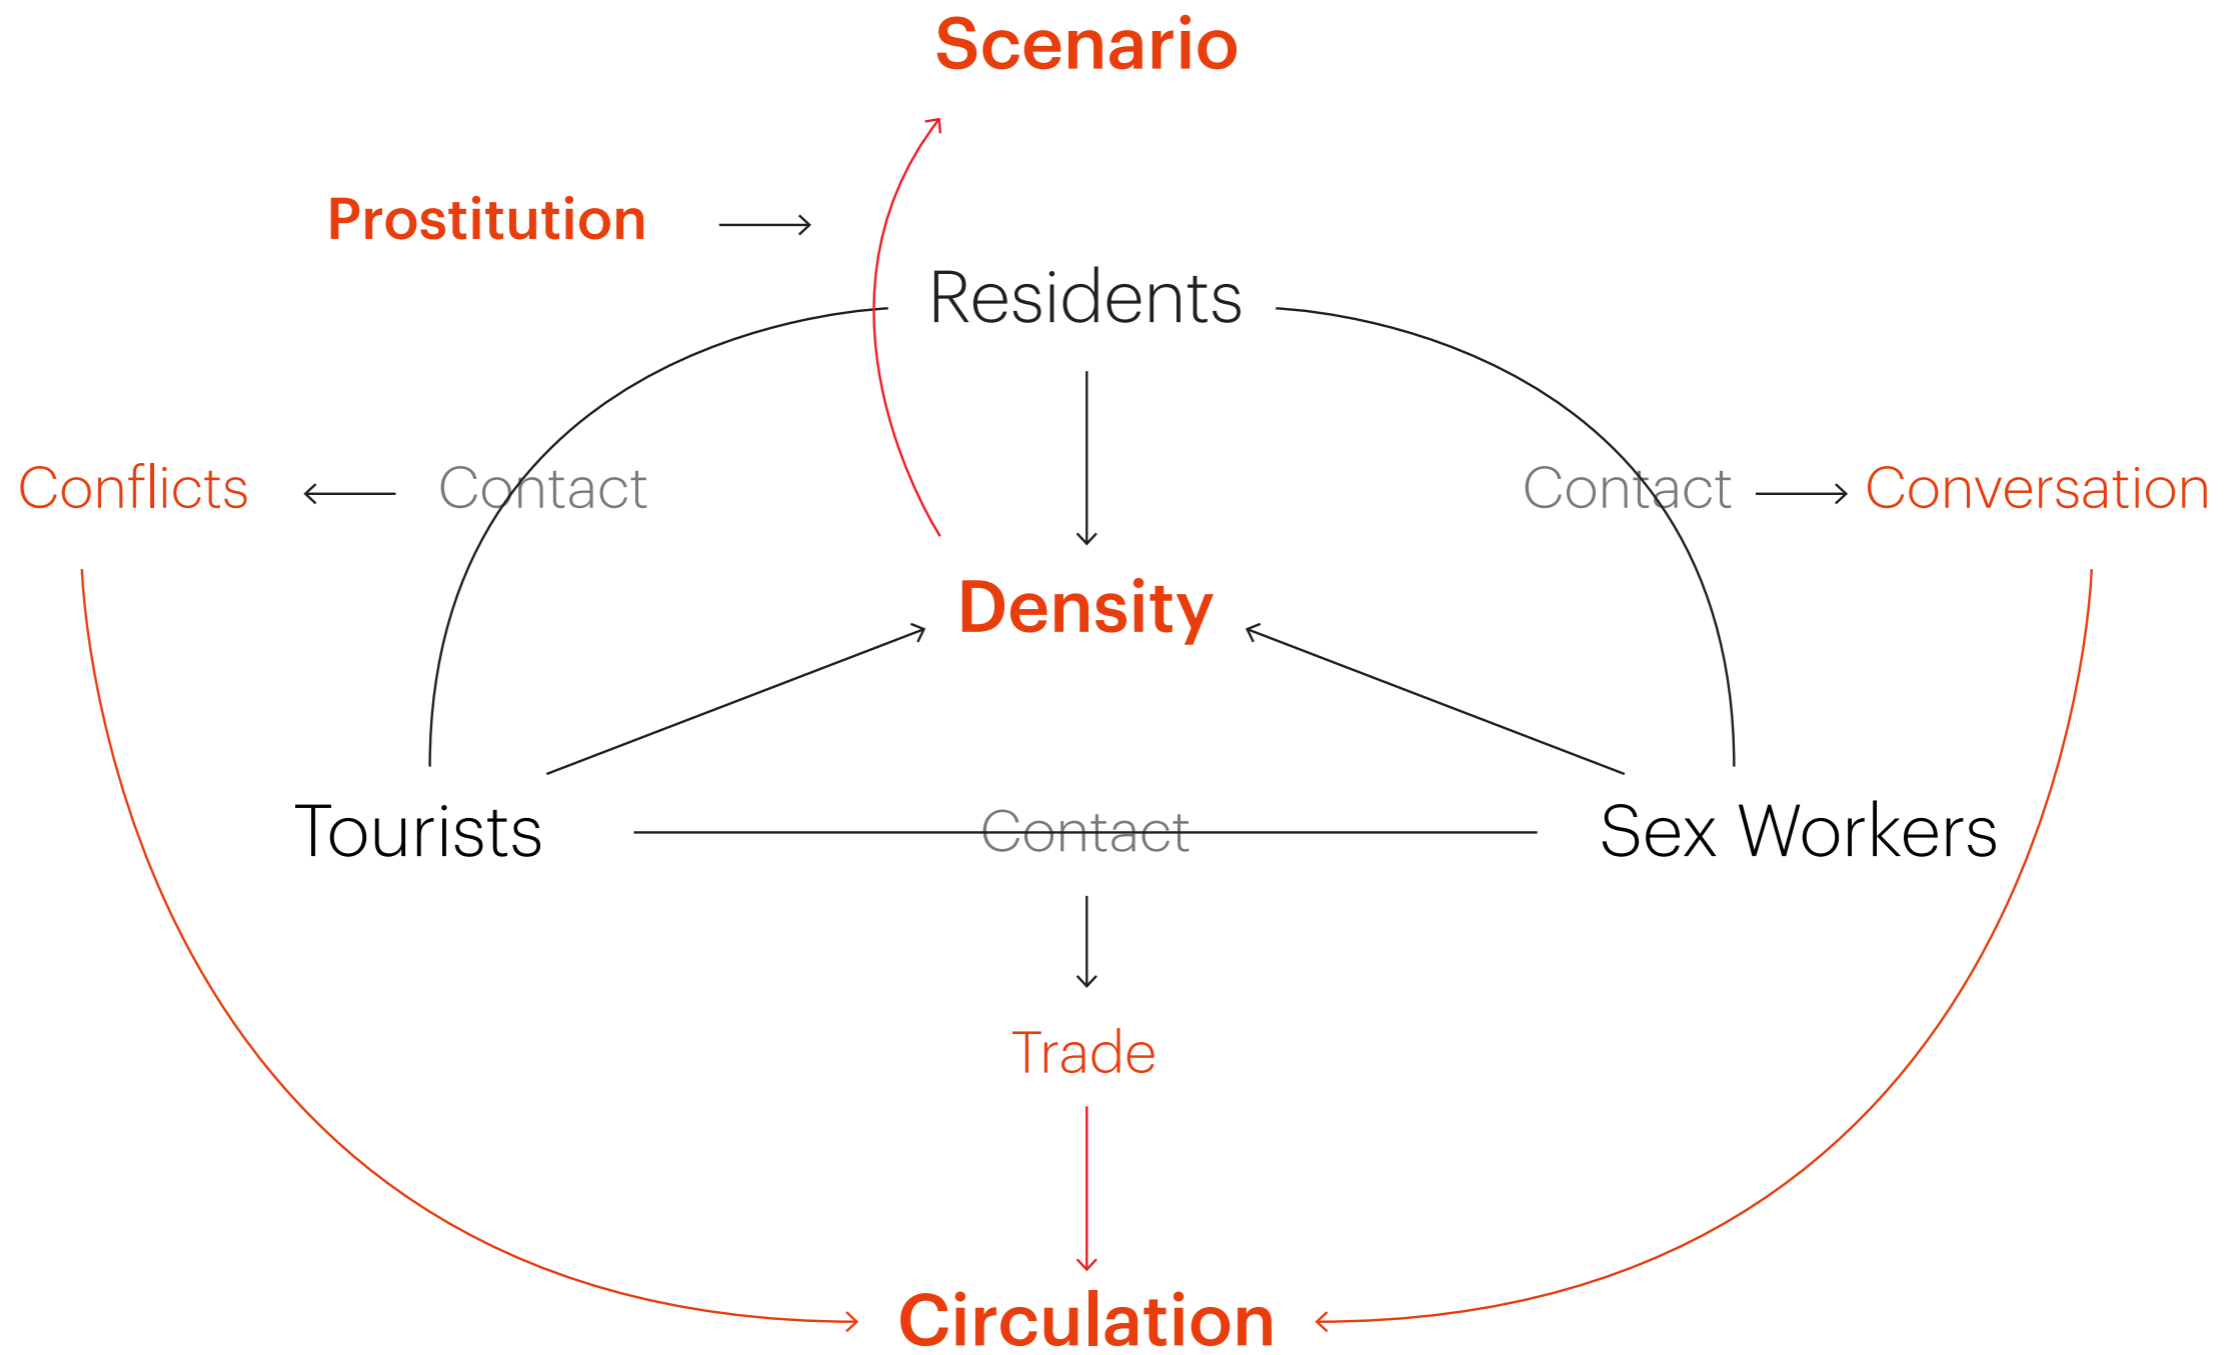 Scenario
Prostitution
Residents
Conflicts
Contact
Contact
Conversation
Density
Tourists
Contact
Sex Workers
Trade
Circulation